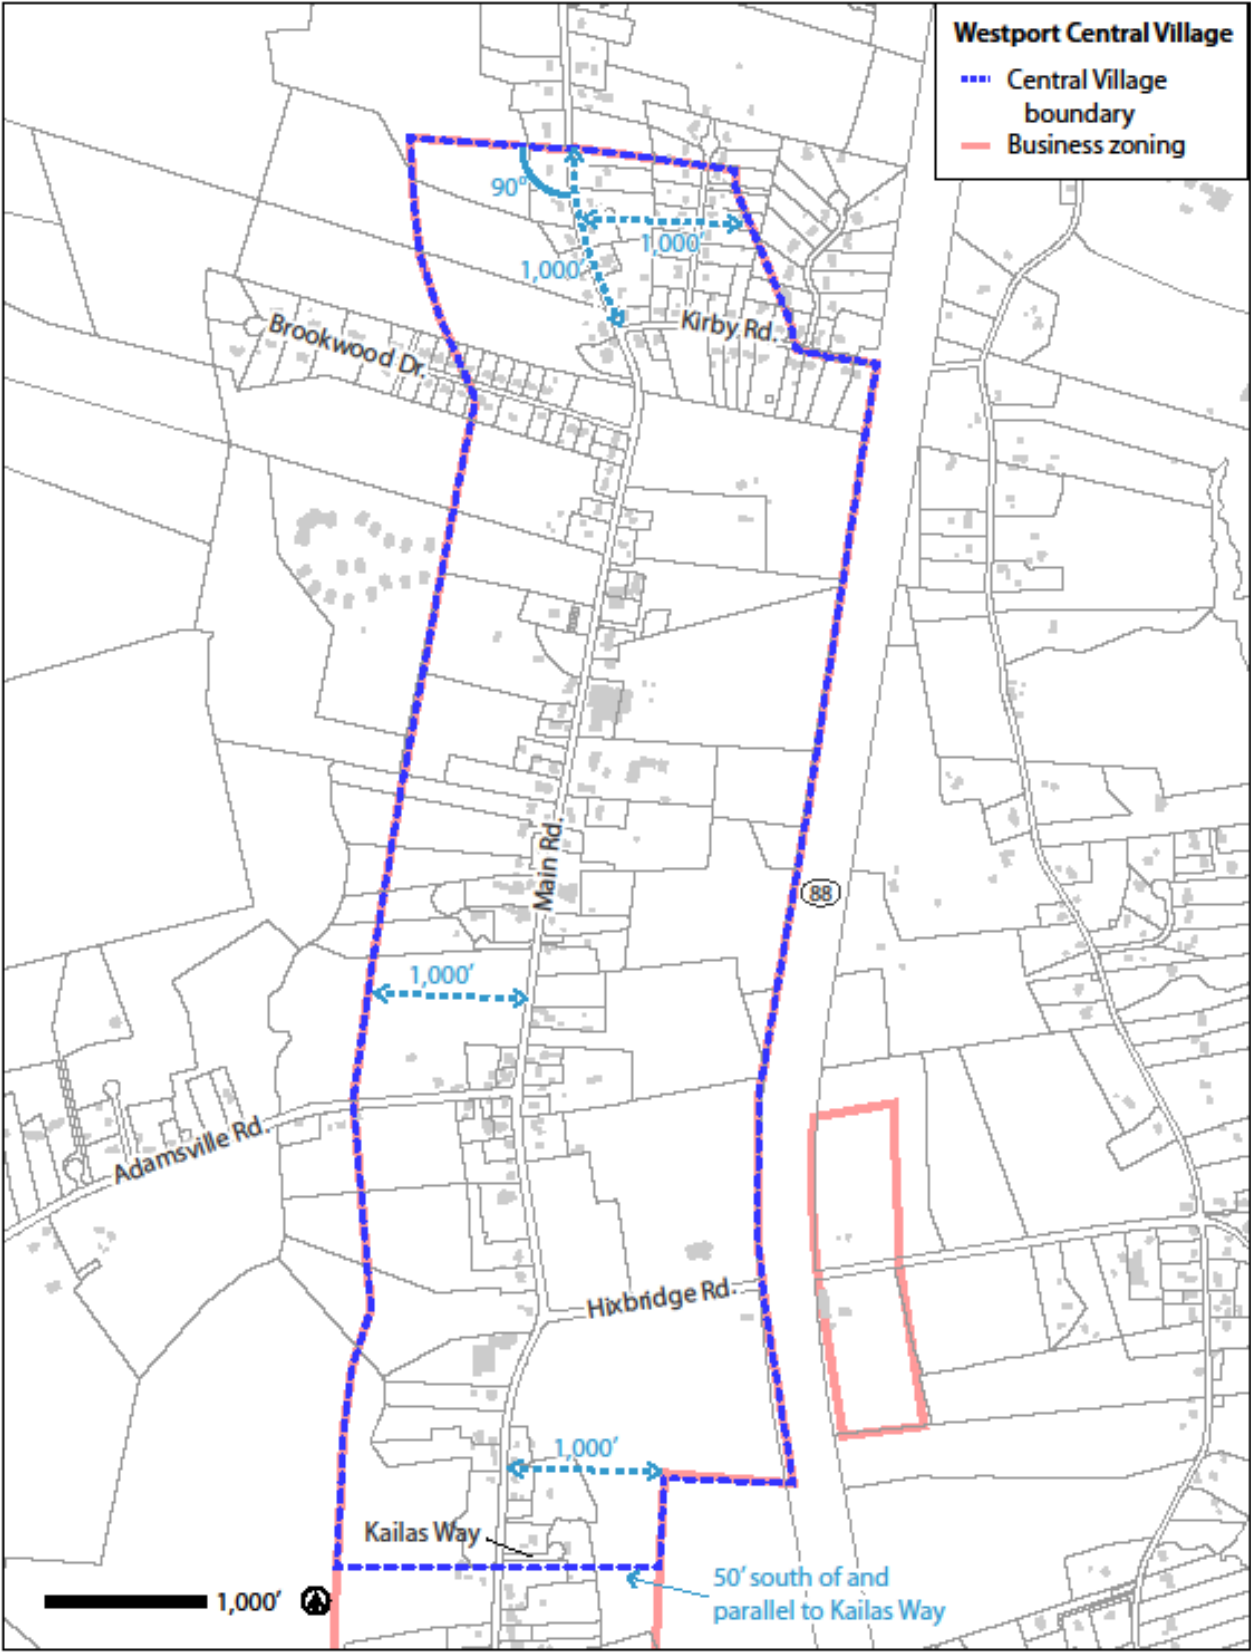 Westport Central Village
Central Village
boundary
Business zoning
90°
1,000'
1,000'
Kirby Rd.
Brookwood Dr.
Main Rd.
88
1,000'
Adamsville Rd.
Hixbridge Rd.
1,000'
Kailas Way
50' south of and
parallel to Kailas Way
1,000'